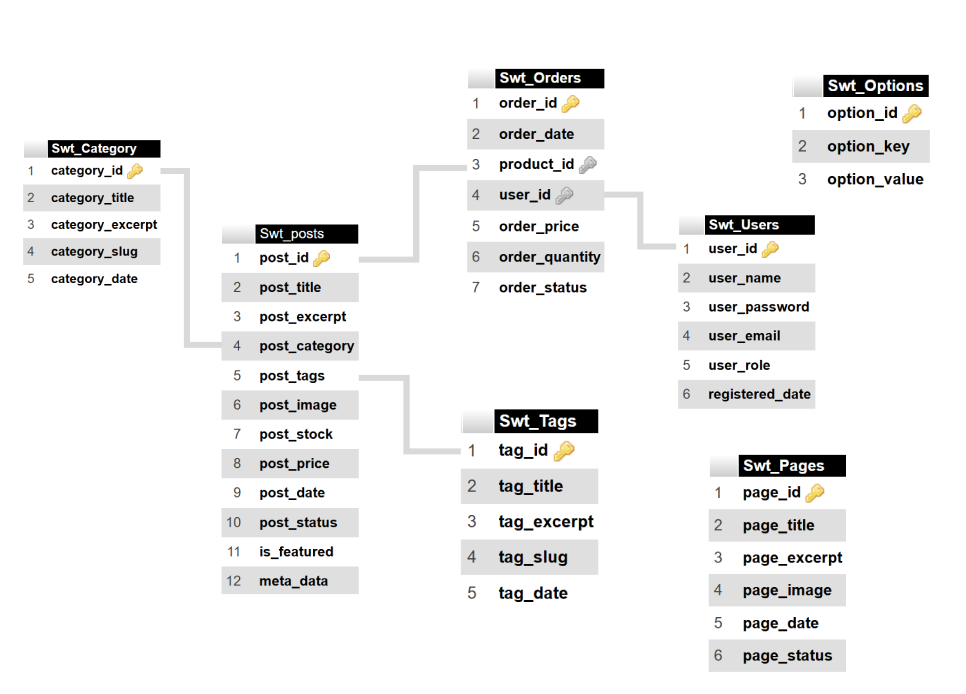 Swt_Category
1 category_id
2 category_title
3 category_excerpt
4 category_slug
5 category_date
Swt_posts
1 post_id
2 post_title
3 post_excerpt
4 post_category
5 post_tags
6 post_image
7 post_stock
8 post_price
9 post_date
10 post_status
11 is_featured
12 meta_data
Swt_Orders
1 order_id
2 order_date
3 product_id
4 user_id
5 order_price
6 order_quantity
7 order_status
Swt_Tags
1 tag_id
2 tag_title
3 tag_excerpt
4 tag_slug
5 tag_date
Swt_Options
1 option_id
2 option_key
3 option_value
Swt_Users
1 user_id
2 user_name
3 user_password
4 user_email
5 user_role
6 registered_date
Swt_Pages
1 page_id
2 page_title
3 page_excerpt
4 page_image
5 page_date
6 page_status